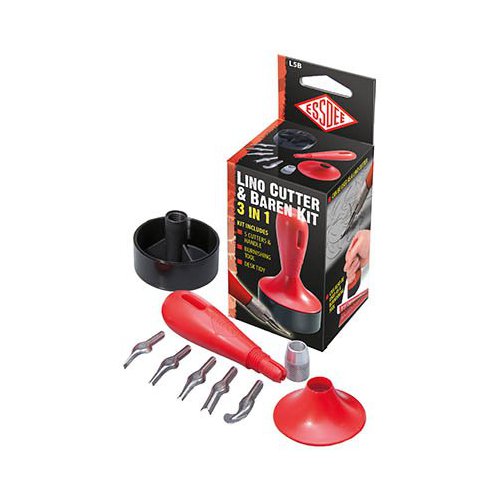 L5B
ESSDEE
LINO CUTTER
& BAREN KIT
3 IN 1
KIT INCLUDES
5 CUTTERS &
HANDLE
BURNISHING
TOOL
DESK TIDY